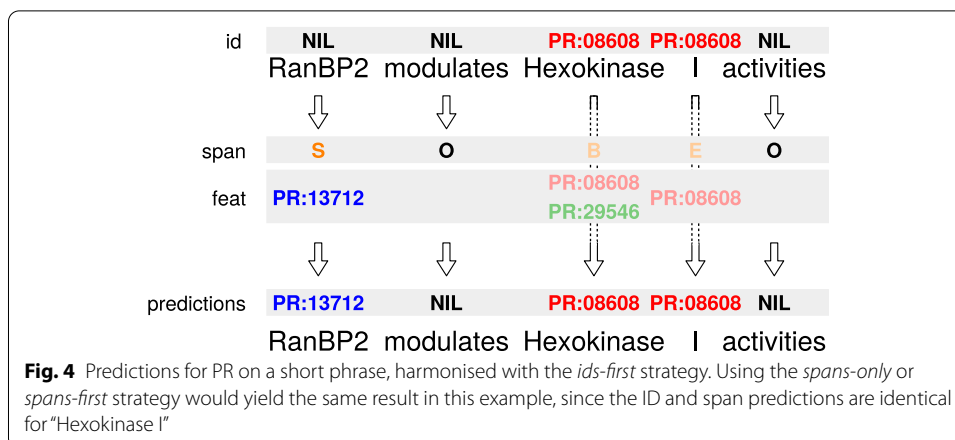 id NIL NIL PR:08608 PR:08608 NIL
RanBP2 modulates Hexokinase I activities
span S O B E O
feat PR:13712 PR:08608 PR:29546 PR:08608
predictions PR:13712 NIL PR:08608 PR:08608 NIL
RanBP2 modulates Hexokinase I activities
Fig. 4 Predictions for PR on a short phrase, harmonised with the ids-first strategy. Using the spans-only or
spans-first strategy would yield the same result in this example, since the ID and span predictions are identical
for “Hexokinase I”